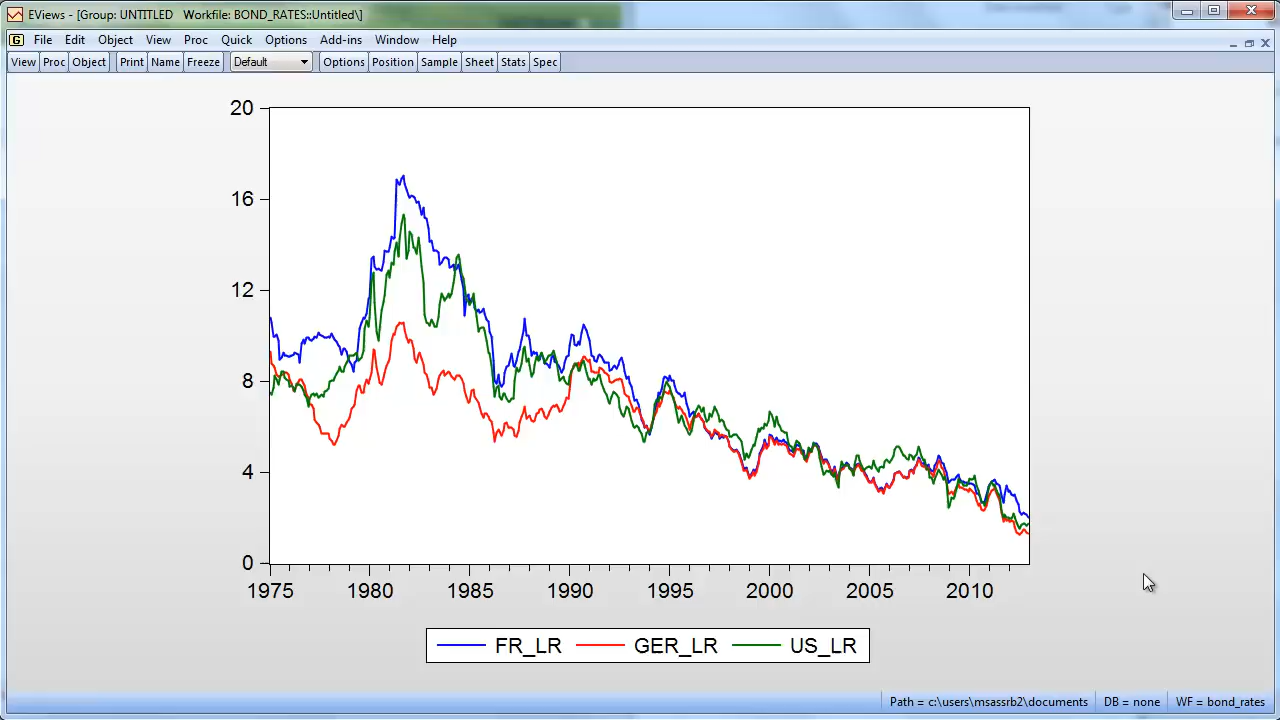 EViews - [Group: UNTITLED   Workfile: BOND_RATES::Untitled\]
File Edit Object View Proc Quick Options Add-ins Window Help
View Proc Object Print Name Freeze Default Options Position Sample Sheet Stats Spec
20
16
12
8
4
0
1975 1980 1985 1990 1995 2000 2005 2010
FR_LR GER_LR US_LR
Path = c:\users\msassrb2\documents DB = none WF = bond_rates